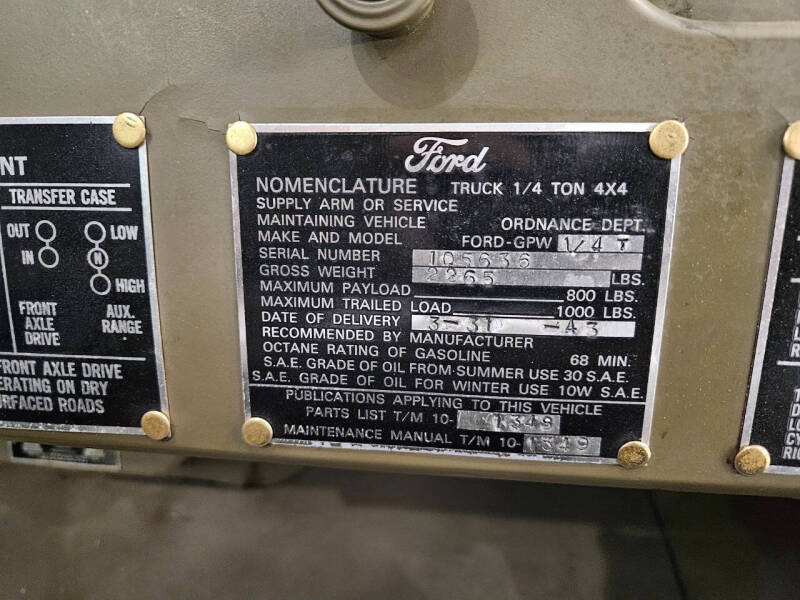 NT
TRANSFER CASE
OUT LOW
IN N
HIGH
FRONT AXLE DRIVE
AUX. RANGE
FRONT AXLE DRIVE
ERATING ON DRY
URFACED ROADS
Ford
NOMENCLATURE TRUCK 1/4 TON 4X4
SUPPLY ARM OR SERVICE
MAINTAINING VEHICLE ORDNANCE DEPT.
MAKE AND MODEL FORD-GPW 1/4 T
SERIAL NUMBER 105636
GROSS WEIGHT 2265 LBS.
MAXIMUM PAYLOAD 800 LBS.
MAXIMUM TRAILED LOAD 1000 LBS.
DATE OF DELIVERY 3-31-43
RECOMMENDED BY MANUFACTURER
OCTANE RATING OF GASOLINE 68 MIN.
S.A.E. GRADE OF OIL FROM SUMMER USE 30 S.A.E.
S.A.E. GRADE OF OIL FOR WINTER USE 10W S.A.E.
PUBLICATIONS APPLYING TO THIS VEHICLE
PARTS LIST T/M 10-1349
MAINTENANCE MANUAL T/M 10-1349